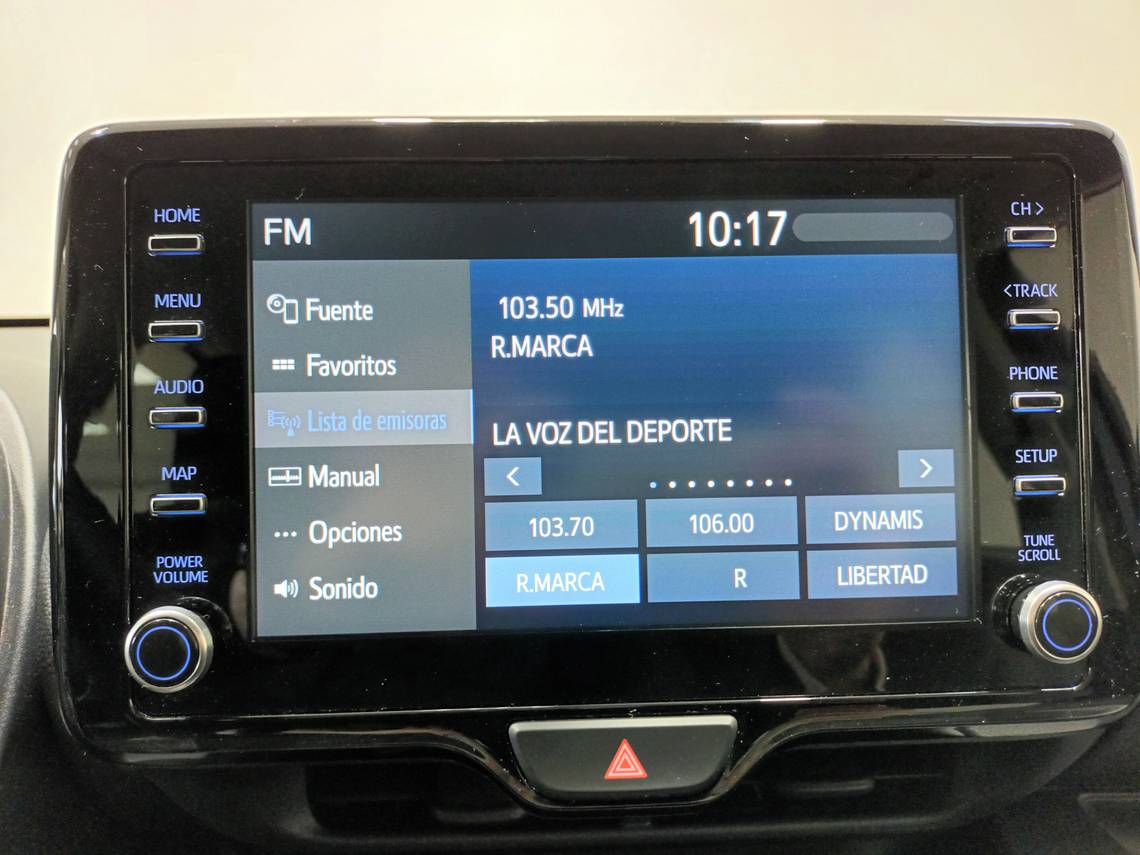 HOME
MENU
AUDIO
MAP
POWER
VOLUME
FM
10:17
Fuente
Favoritos
Lista de emisoras
Manual
Opciones
Sonido
103.50 MHz
R.MARCA
LA VOZ DEL DEPORTE
103.70
106.00
DYNAMIS
R.MARCA
R
LIBERTAD
CH >
< TRACK
PHONE
SETUP
TUNE
SCROLL